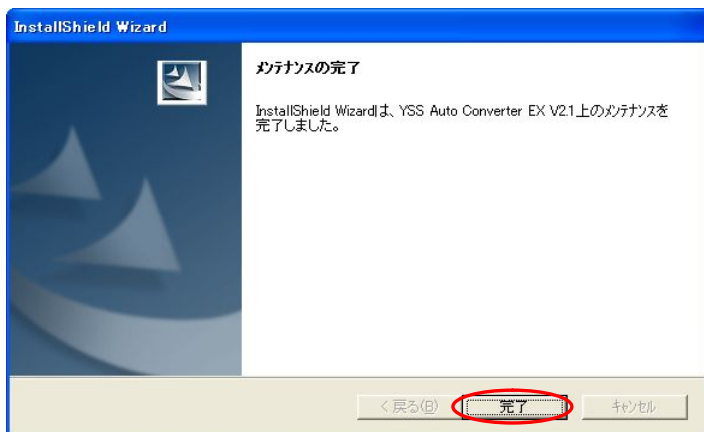 InstallShield Wizard
メンテナンスの完了
InstallShield Wizardは、YSS Auto Converter EX V2.1上のメンテナンスを
完了しました。
< 戻る(B)
完了
キャンセル